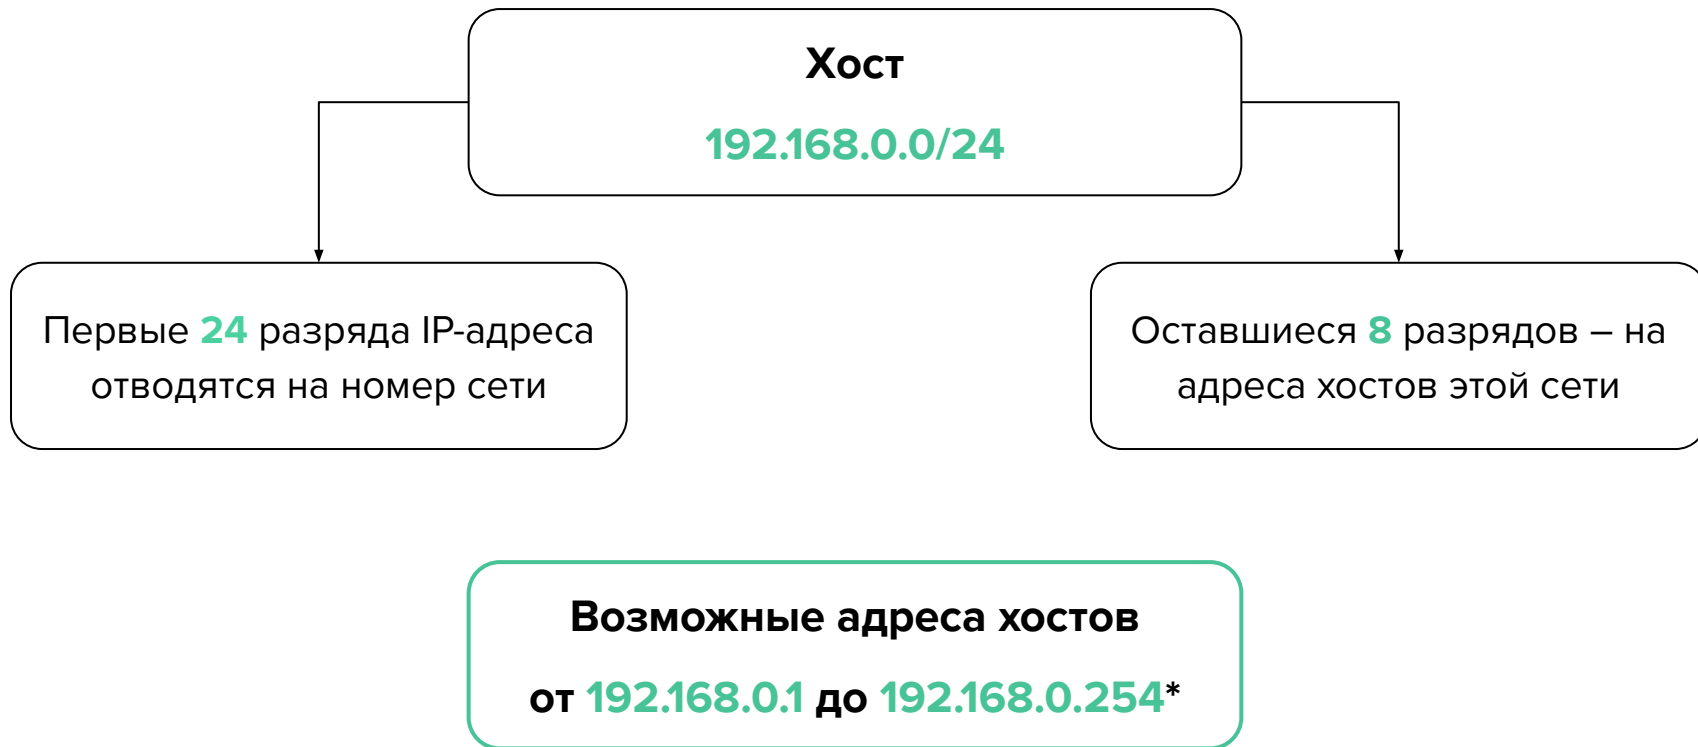 Хост
192.168.0.0/24
Первые 24 разряда IP-адреса
отводятся на номер сети
Оставшиеся 8 разрядов – на
адреса хостов этой сети
Возможные адреса хостов
от 192.168.0.1 до 192.168.0.254*